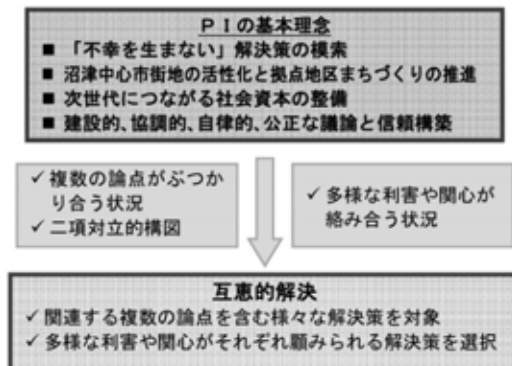 ＰＩの基本理念
■ 「不幸を生まない」解決策の模索
■ 沼津中心市街地の活性化と拠点地区まちづくりの推進
■ 次世代につながる社会資本の整備
■ 建設的、協調的、自律的、公正な議論と信頼構築
✓ 複数の論点がぶつか
り合う状況
✓ 二項対立的構図
✓ 多様な利害や関心が
絡み合う状況
互恵的解決
✓ 関連する複数の論点を含む様々な解決策を対象
✓ 多様な利害や関心がそれぞれ顧みられる解決策を選択